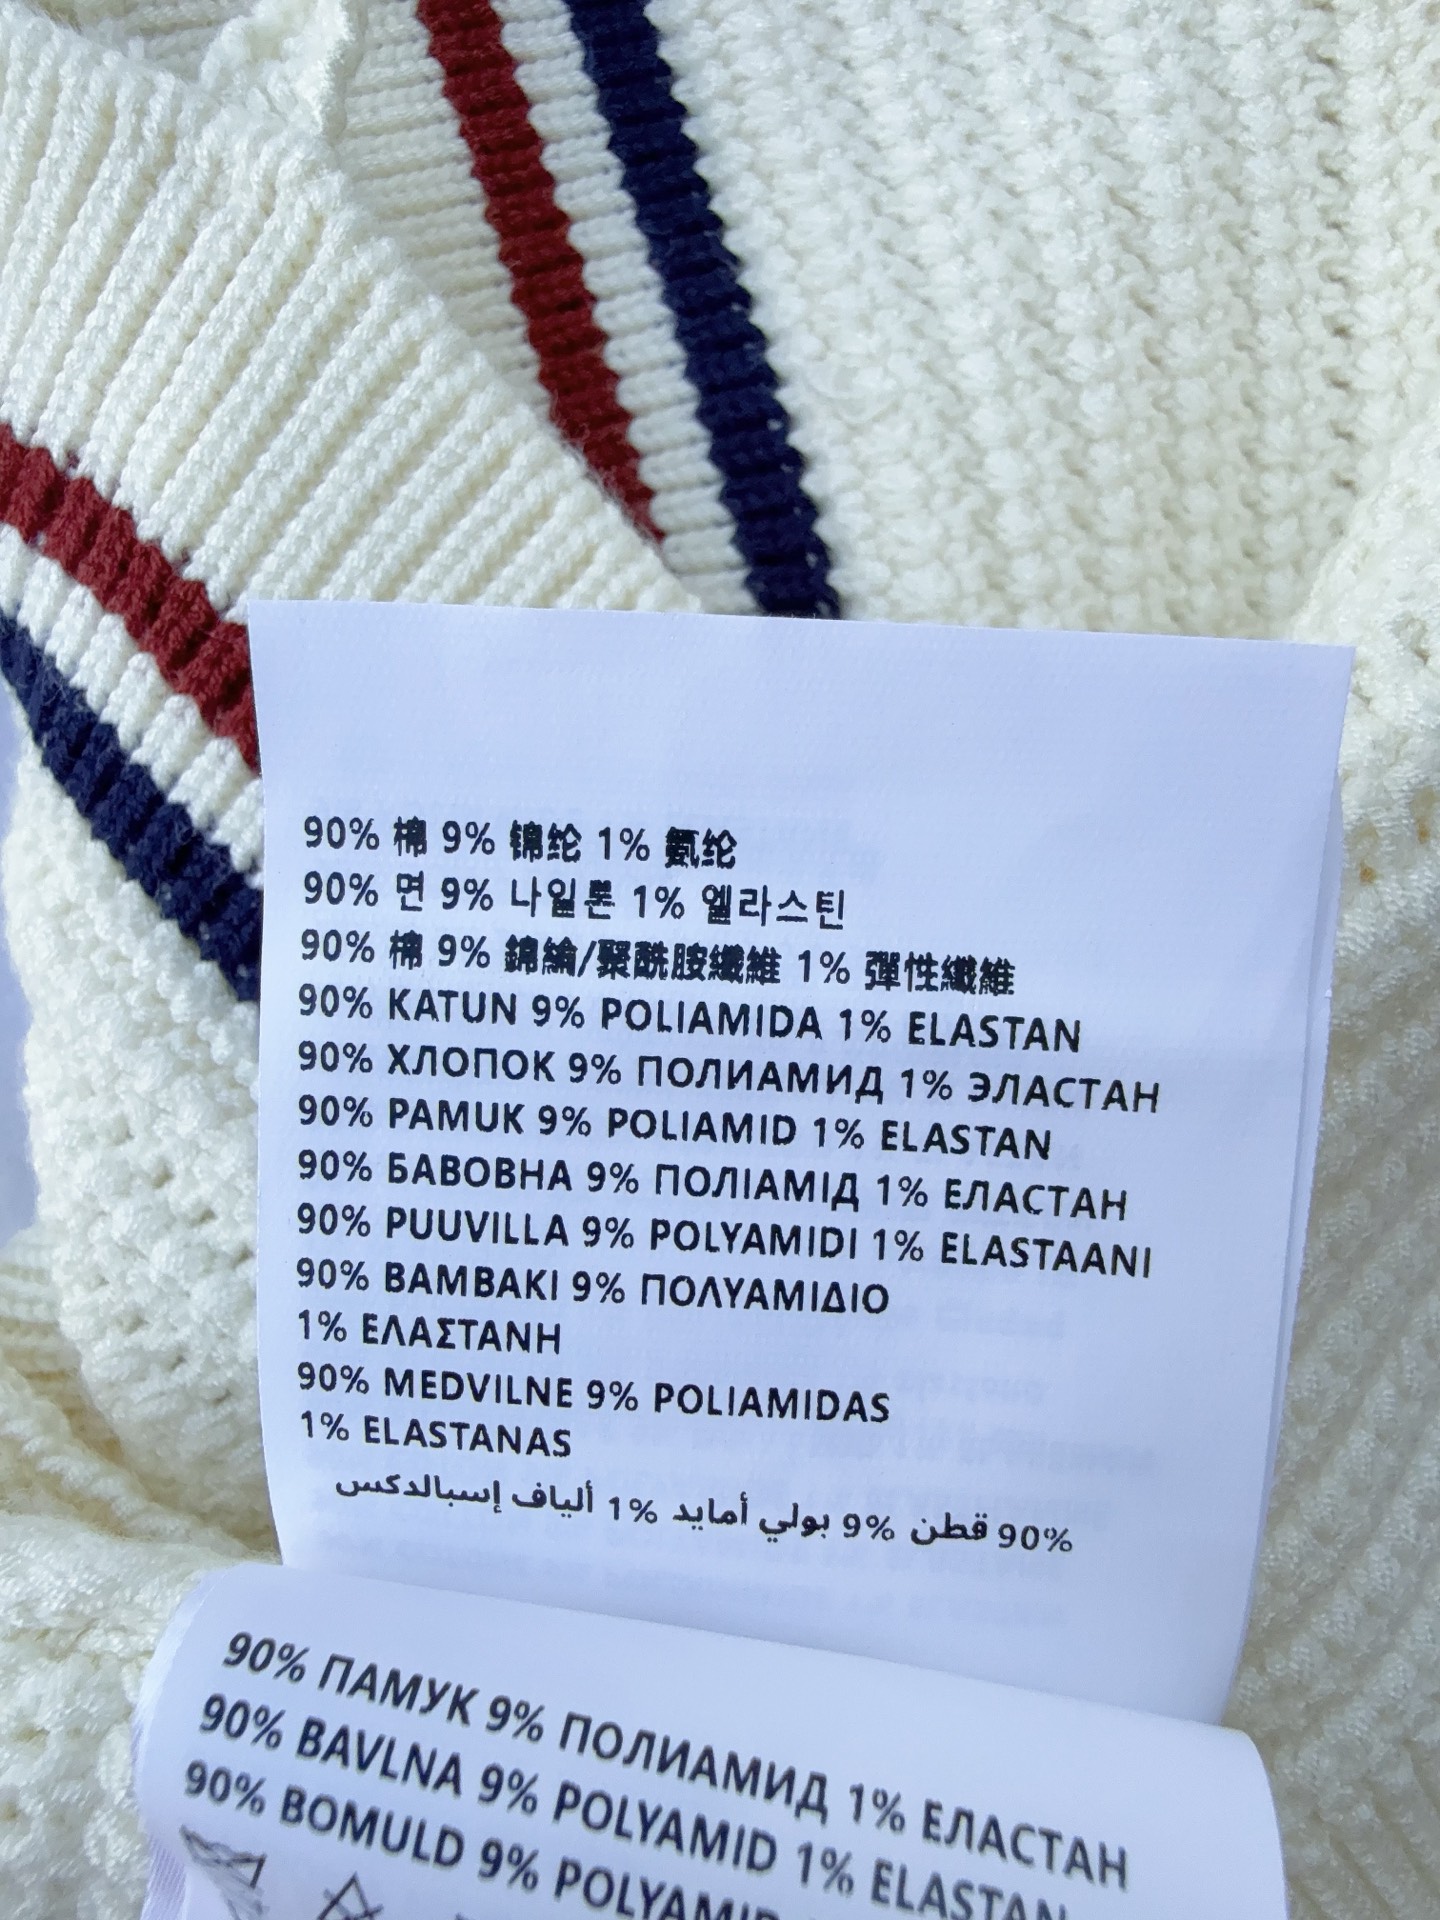 90% 棉 9% 锦纶 1% 氨纶
90% 면 9% 나일론 1% 엘라스틴
90% 棉 9% 錦綸/聚酰胺纖維 1% 彈性纖維
90% KATUN 9% POLIAMIDA 1% ELASTAN
90% ХЛОПОК 9% ПОЛИАМИД 1% ЭЛАСТАН
90% PAMUK 9% POLIAMID 1% ELASTAN
90% БАВОВНА 9% ПОЛІАМІД 1% ЕЛАСТАН
90% PUUVILLA 9% POLYAMIDI 1% ELASTAANI
90% ΒΑΜΒΑΚΙ 9% ΠΟΛΥΑΜΙΔΙΟ
1% ΕΛΑΣΤΑΝΗ
90% MEDVILNE 9% POLIAMIDAS
1% ELASTANAS
90% قطن 9% بولي أمايد 1% ألياف إسبالدكس
90% ПАМУК 9% ПОЛИАМИД 1% ЕЛАСТАН
90% BAVLNA 9% POLYAMID 1% ELASTAN
90% BOMULD 9% POLYAMID